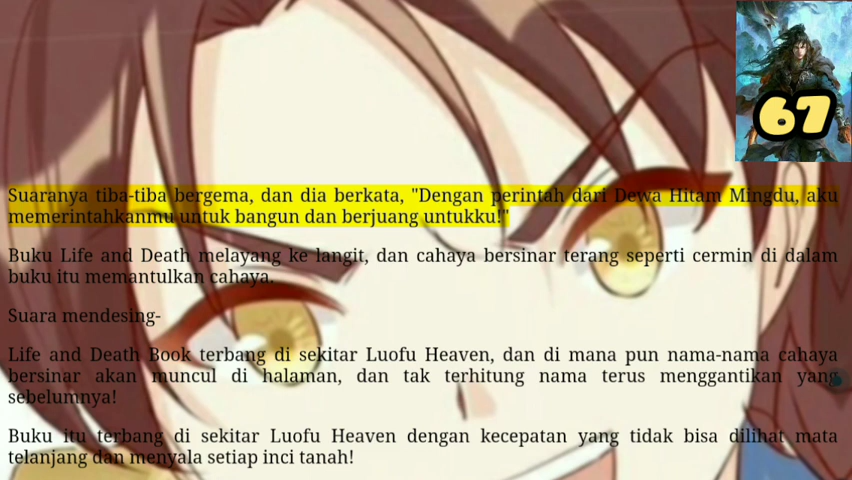 67
Suaranya tiba-tiba bergema, dan dia berkata, "Dengan perintah dari Dewa Hitam Mingdu, aku
memerintahkanmu untuk bangun dan berjuang untukku!"
Buku Life and Death melayang ke langit, dan cahaya bersinar terang seperti cermin di dalam
buku itu memantulkan cahaya.
Suara mendesing-
Life and Death Book terbang di sekitar Luofu Heaven, dan di mana pun nama-nama cahaya
bersinar akan muncul di halaman, dan tak terhitung nama terus menggantikan yang
sebelumnya!
Buku itu terbang di sekitar Luofu Heaven dengan kecepatan yang tidak bisa dilihat mata
telanjang dan menyala setiap inci tanah!